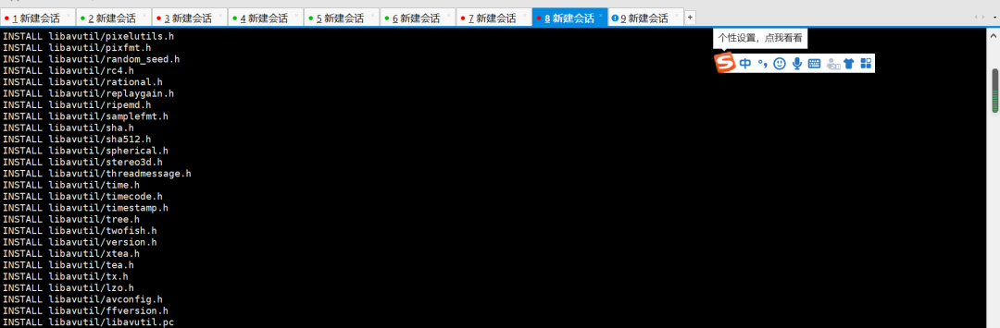 1 新建会话 2 新建会话 3 新建会话 4 新建会话 5 新建会话 6 新建会话 7 新建会话 8 新建会话 9 新建会话 +
个性设置，点我看看
S 中
INSTALL libavutil/pixelutils.h
INSTALL libavutil/pixfmt.h
INSTALL libavutil/random_seed.h
INSTALL libavutil/rc4.h
INSTALL libavutil/rational.h
INSTALL libavutil/replaygain.h
INSTALL libavutil/ripemd.h
INSTALL libavutil/samplefmt.h
INSTALL libavutil/sha.h
INSTALL libavutil/sha512.h
INSTALL libavutil/spherical.h
INSTALL libavutil/stereo3d.h
INSTALL libavutil/threadmessage.h
INSTALL libavutil/time.h
INSTALL libavutil/timecode.h
INSTALL libavutil/timestamp.h
INSTALL libavutil/tree.h
INSTALL libavutil/twofish.h
INSTALL libavutil/version.h
INSTALL libavutil/xtea.h
INSTALL libavutil/tea.h
INSTALL libavutil/tx.h
INSTALL libavutil/lzo.h
INSTALL libavutil/avconfig.h
INSTALL libavutil/ffversion.h
INSTALL libavutil/libavutil.pc